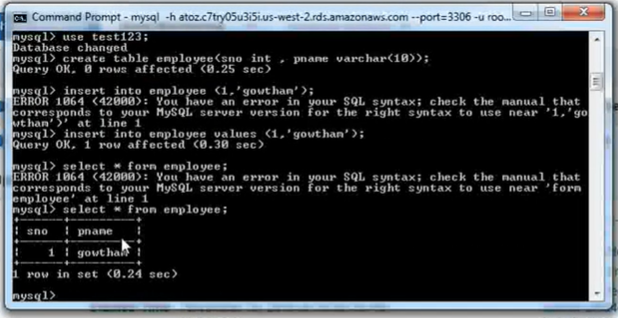 Command Prompt - mysql -h atoz.c7try05u3i5i.us-west-2.rds.amazonaws.com --port=3306 -u roo...
mysql> use test123;
Database changed
mysql> create table employee(sno int , pname varchar(10));
Query OK, 0 rows affected (0.25 sec)
mysql> insert into employee (1,'gowtham');
ERROR 1064 (42000): You have an error in your SQL syntax; check the manual that
corresponds to your MySQL server version for the right syntax to use near '1,'go
wtham')' at line 1
mysql> insert into employee values (1,'gowtham');
Query OK, 1 row affected (0.30 sec)
mysql> select * form employee;
ERROR 1064 (42000): You have an error in your SQL syntax; check the manual that
corresponds to your MySQL server version for the right syntax to use near 'form
employee' at line 1
mysql> select * from employee;
+------+---------+
| sno | pname |
+------+---------+
| 1 | gowtham |
+------+---------+
1 row in set (0.24 sec)
mysql>